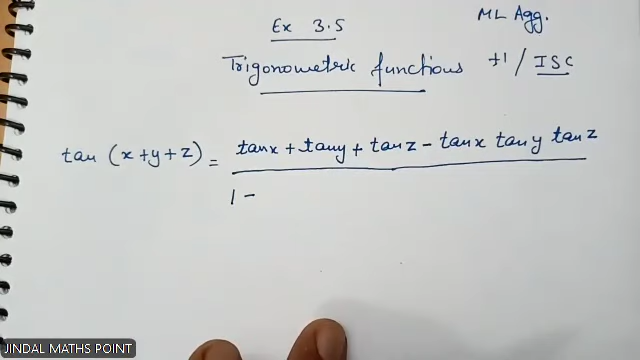 ML Agg.
Ex 3.5
Trigonometric functions +1 / ISC
tan (x+y+z) = tanx + tany + tanz - tanx tany tanz
1 -
JINDAL MATHS POINT